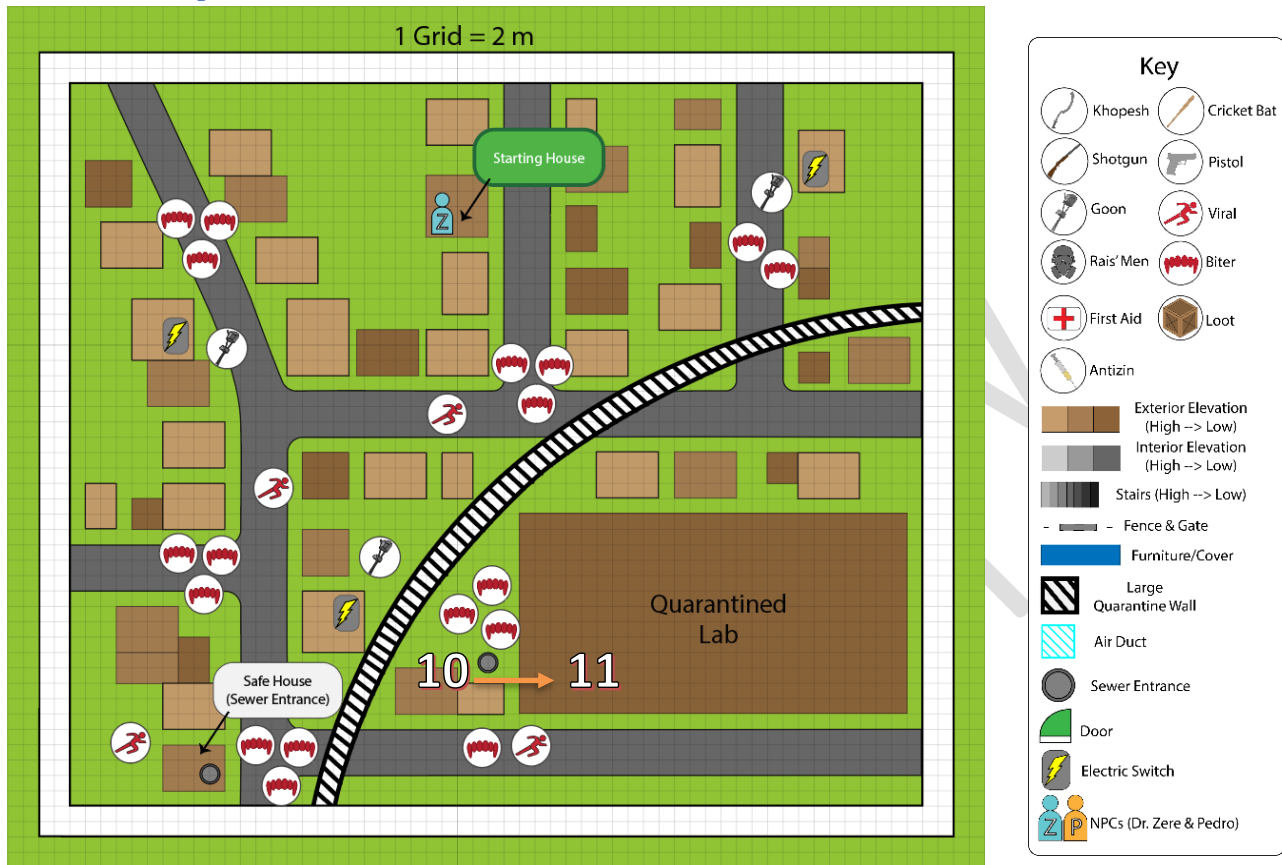 1 Grid = 2 m
Starting House
Z
10
11
Quarantined
Lab
Safe House
(Sewer Entrance)
Key
Khopesh
Cricket Bat
Shotgun
Pistol
Goon
Viral
Rais' Men
Biter
First Aid
Loot
Antizin
Exterior Elevation
(High --> Low)
Interior Elevation
(High --> Low)
Stairs (High --> Low)
Fence & Gate
Furniture/Cover
Large
Quarantine Wall
Air Duct
Sewer Entrance
Door
Electric Switch
Z P NPCs (Dr. Zere & Pedro)